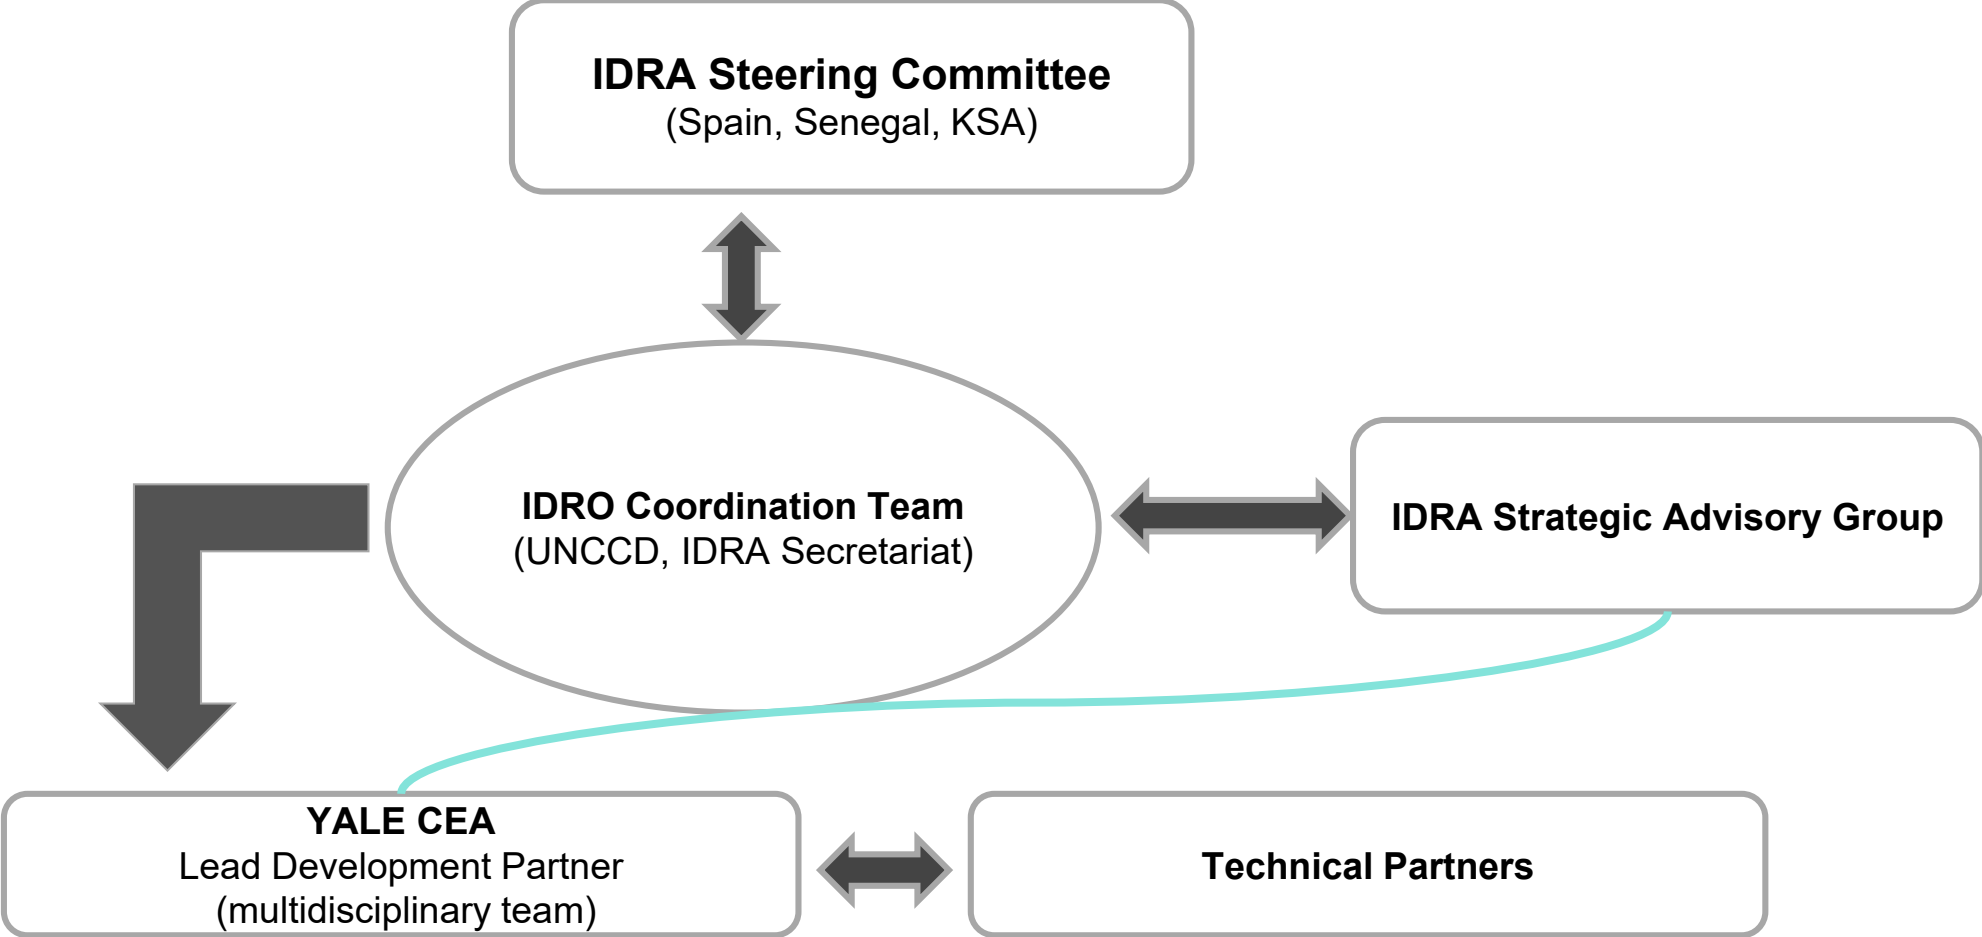 IDRA Steering Committee
(Spain, Senegal, KSA)
IDRO Coordination Team
(UNCCD, IDRA Secretariat)
IDRA Strategic Advisory Group
YALE CEA
Lead Development Partner
(multidisciplinary team)
Technical Partners